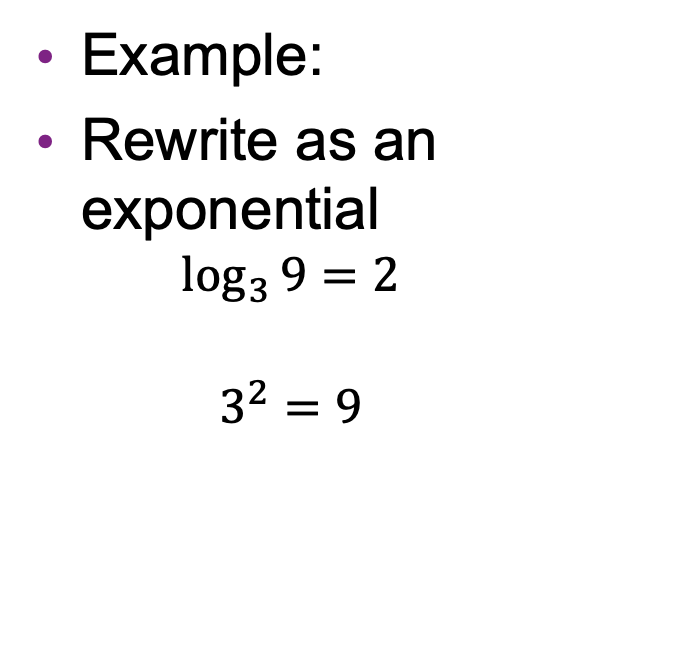 • Example:
• Rewrite as an
exponential
log₃ 9 = 2
3² = 9